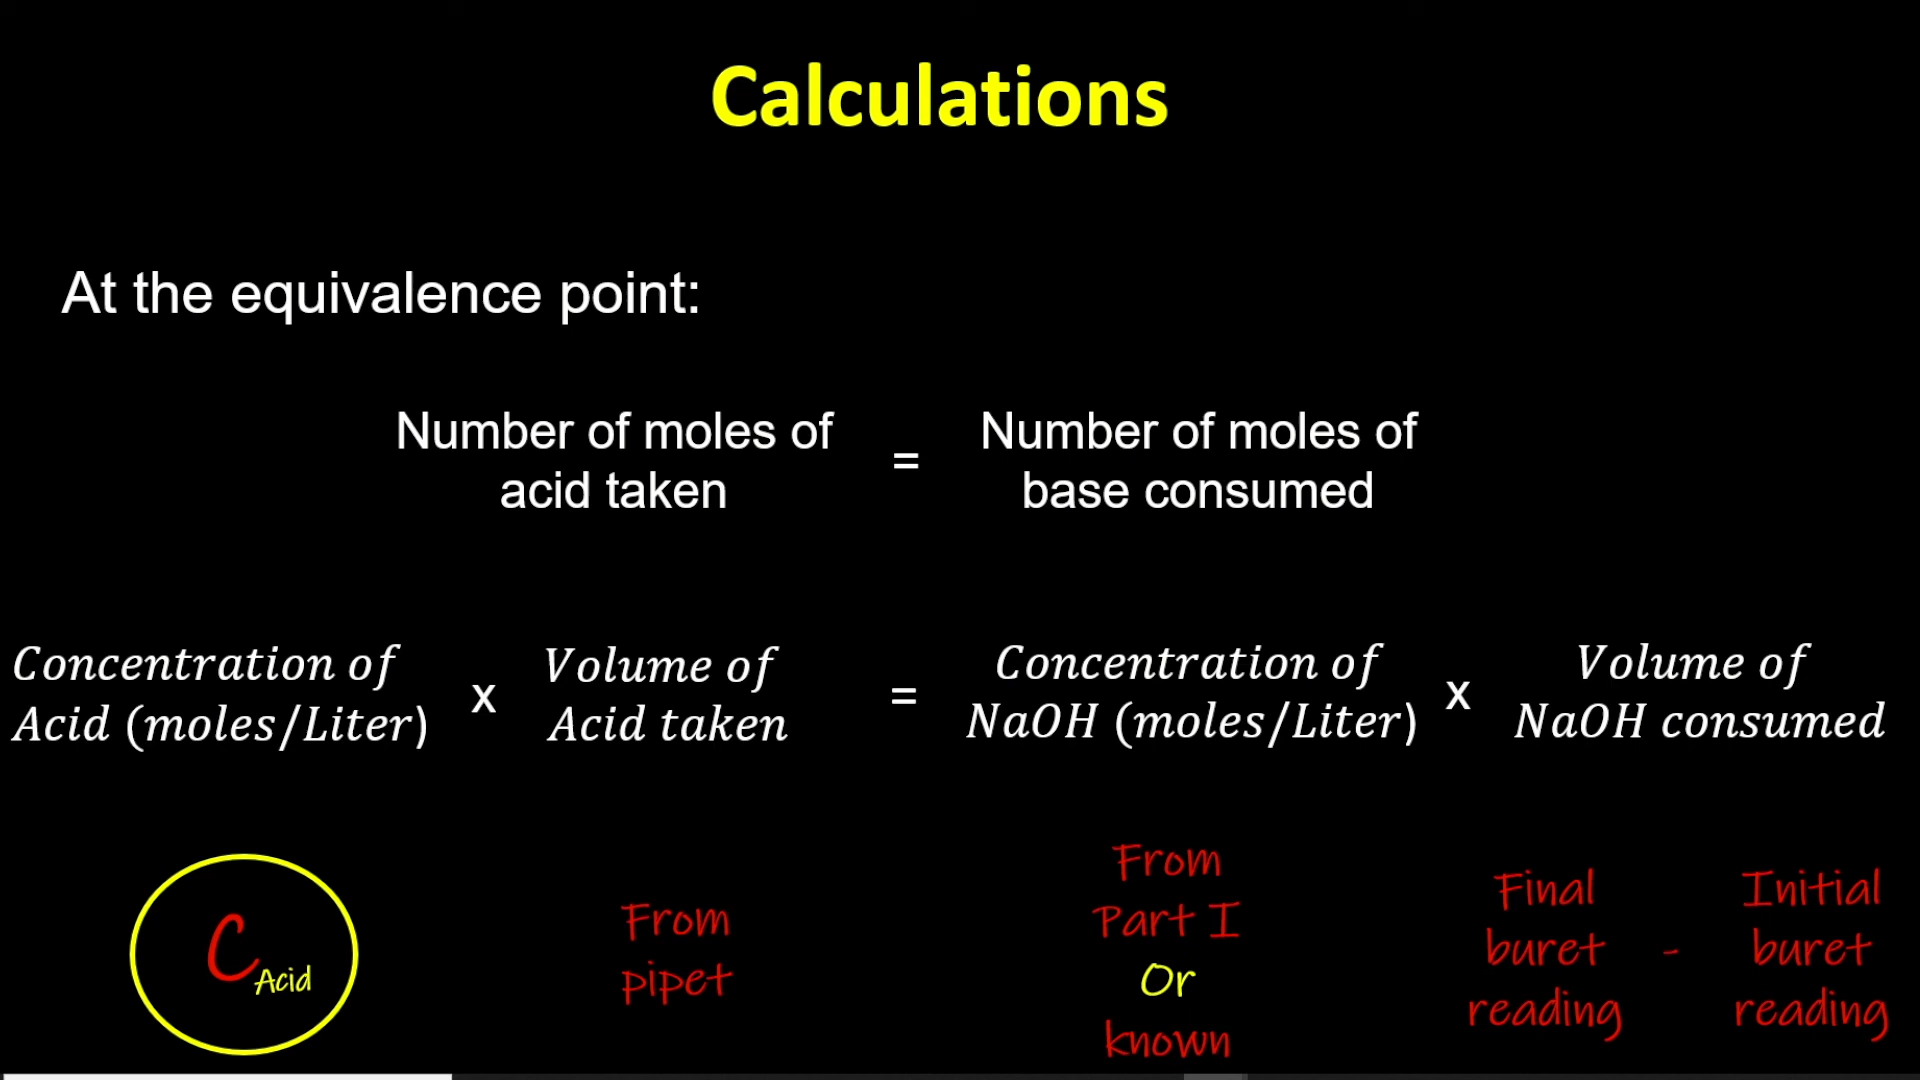 Calculations
At the equivalence point:
Number of moles of
acid taken
=
Number of moles of
base consumed
Concentration of
Acid (moles/Liter)
x
Volume of
Acid taken
=
Concentration of
NaOH (moles/Liter)
x
Volume of
NaOH consumed
C Acid
From
pipet
From
Part I
Or
known
Final
buret
reading
-
Initial
buret
reading